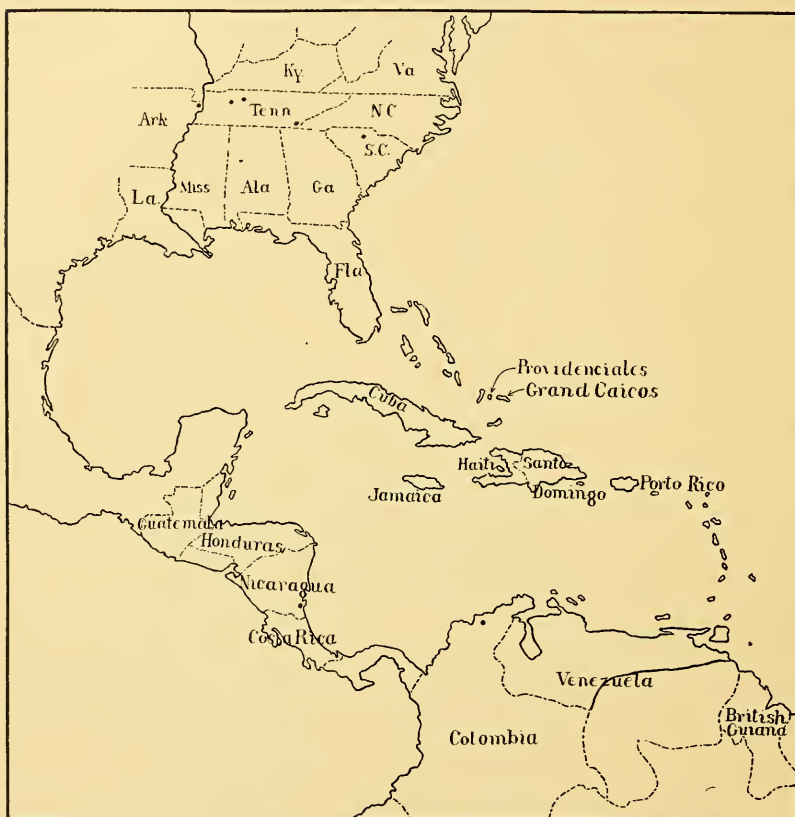 Ky.
Va
Ark
Tenn
N C
S.C.
La.
Miss
Ala
Ga
Fla
Providenciales
Grand Caicos
Cuba
Haiti
Santo
Domingo
Jamaica
Porto Rico
Guatemala
Honduras
Nicaragua
Costa Rica
Venezuela
British
Guiana
Colombia